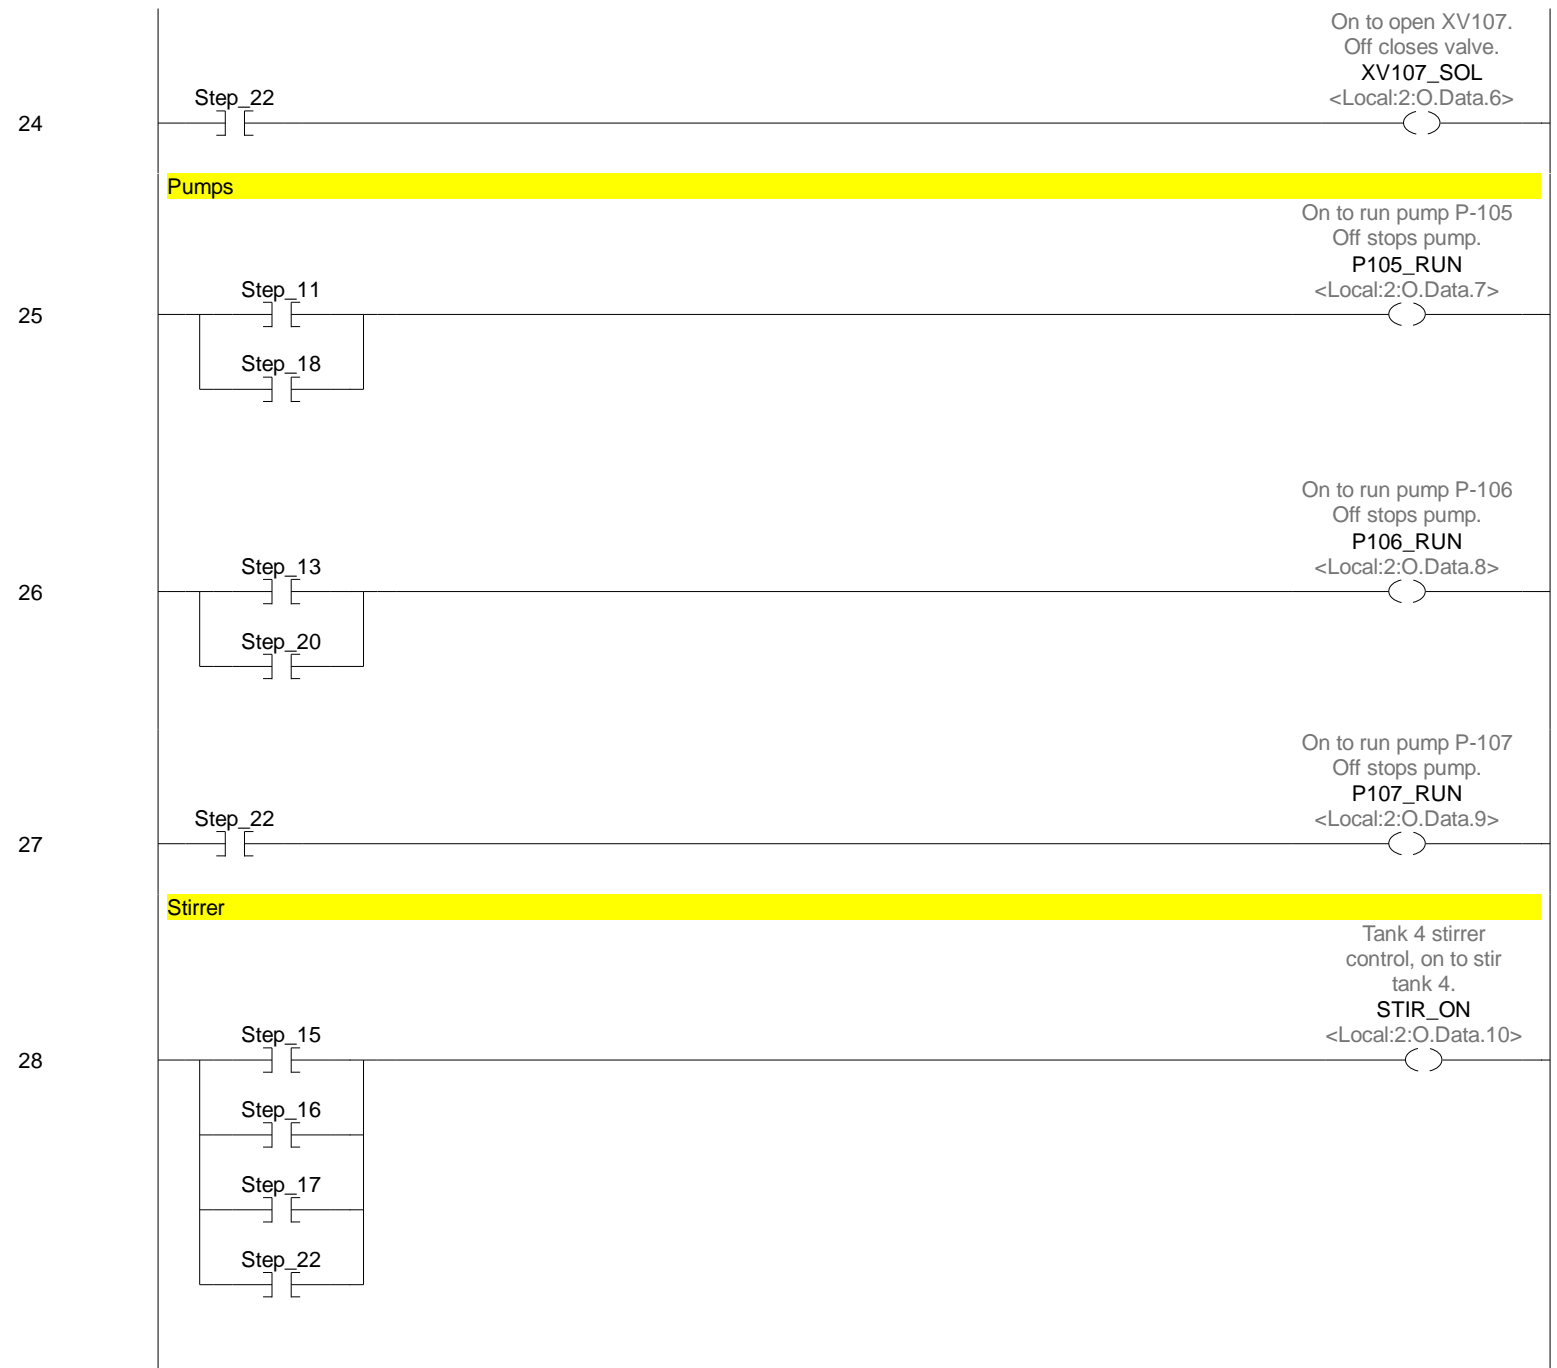 On to open XV107.
Off closes valve.
XV107_SOL
Step_22
<Local:2:O.Data.6>
24
Pumps
On to run pump P-105
Off stops pump.
P105_RUN
Step_11
<Local:2:O.Data.7>
25
Step_18
On to run pump P-106
Off stops pump.
P106_RUN
Step_13
<Local:2:O.Data.8>
26
Step_20
On to run pump P-107
Off stops pump.
P107_RUN
Step_22
<Local:2:O.Data.9>
27
Stirrer
Tank 4 stirrer
control, on to stir
tank 4.
STIR_ON
Step_15
<Local:2:O.Data.10>
28
Step_16
Step_17
Step_22